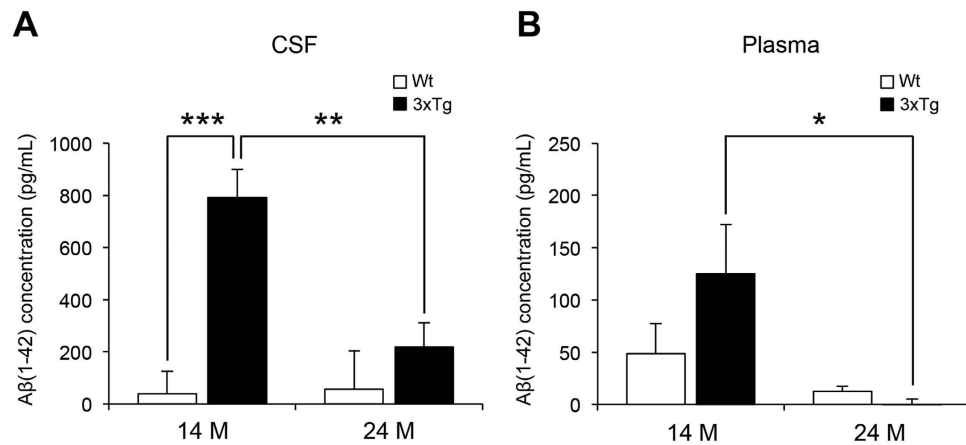 A
CSF
Wt
3xTg
***
**
Aβ(1-42) concentration (pg/mL)
1000
800
600
400
200
0
14 M
24 M
B
Plasma
Wt
3xTg
*
Aβ(1-42) concentration (pg/mL)
250
200
150
100
50
0
14 M
24 M